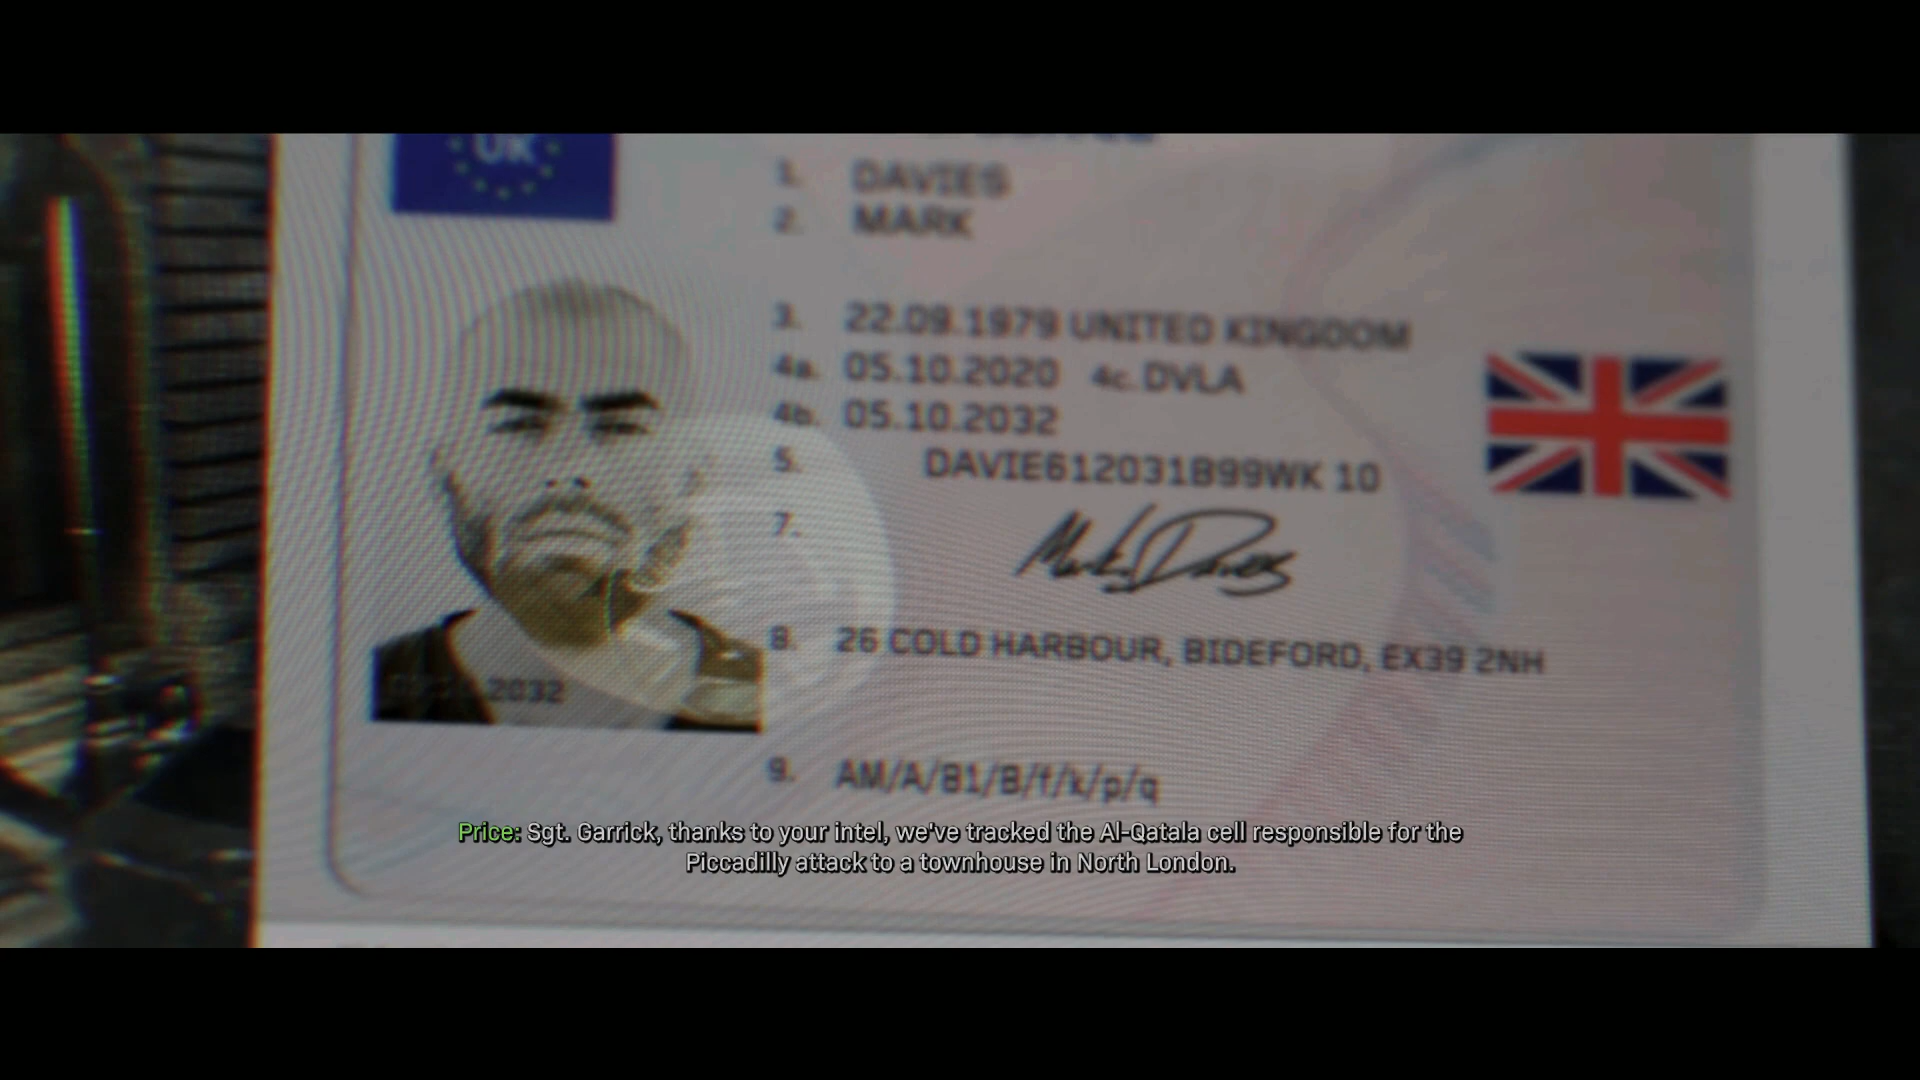 UK
1. DAVIES
2. MARK
3. 22.09.1979 UNITED KINGDOM
4a. 05.10.2020 4c. DVLA
4b. 05.10.2032
5. DAVIE612031B99WK 10
7. Mark Davies
8. 26 COLD HARBOUR, BIDEFORD, EX39 2NH
2032
9. AM/A/B1/B/f/k/p/q
Price: Sgt. Garrick, thanks to your intel, we've tracked the Al-Qatala cell responsible for the
Piccadilly attack to a townhouse in North London.